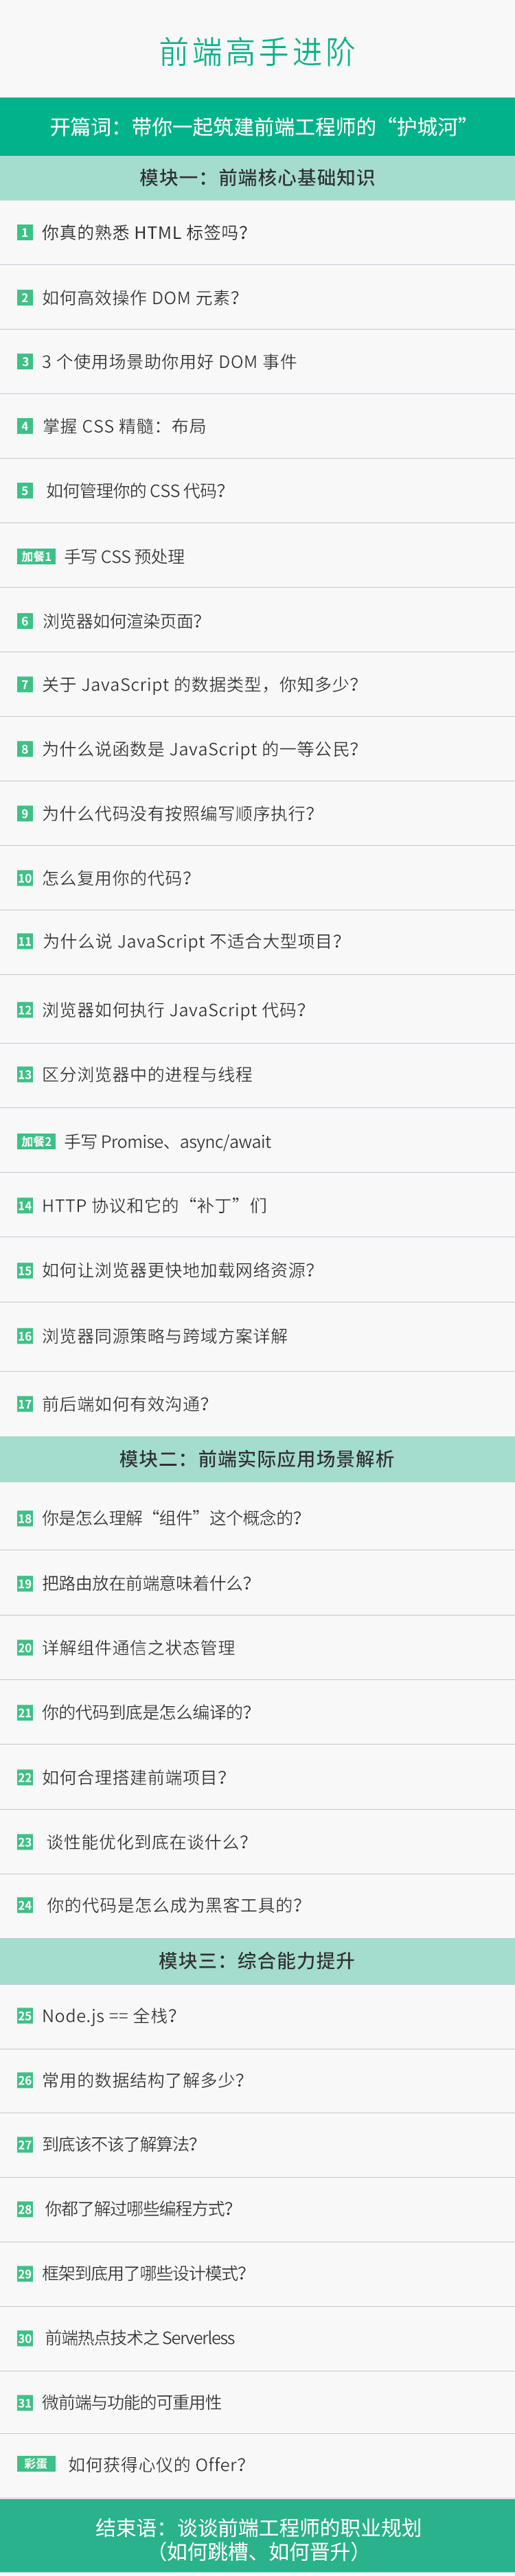 前端高手进阶
开篇词：带你一起筑建前端工程师的“护城河”
模块一：前端核心基础知识
1 你真的熟悉 HTML 标签吗？
2 如何高效操作 DOM 元素？
3 3 个使用场景助你用好 DOM 事件
4 掌握 CSS 精髓：布局
5 如何管理你的 CSS 代码？
加餐1 手写 CSS 预处理
6 浏览器如何渲染页面？
7 关于 JavaScript 的数据类型，你知多少？
8 为什么说函数是 JavaScript 的一等公民？
9 为什么代码没有按照编写顺序执行？
10 怎么复用你的代码？
11 为什么说 JavaScript 不适合大型项目？
12 浏览器如何执行 JavaScript 代码？
13 区分浏览器中的进程与线程
加餐2 手写 Promise、async/await
14 HTTP 协议和它的“补丁”们
15 如何让浏览器更快地加载网络资源？
16 浏览器同源策略与跨域方案详解
17 前后端如何有效沟通？
模块二：前端实际应用场景解析
18 你是怎么理解“组件”这个概念的？
19 把路由放在前端意味着什么？
20 详解组件通信之状态管理
21 你的代码到底是怎么编译的？
22 如何合理搭建前端项目？
23 谈性能优化到底在谈什么？
24 你的代码是怎么成为黑客工具的？
模块三：综合能力提升
25 Node.js == 全栈？
26 常用的数据结构了解多少？
27 到底该不该了解算法？
28 你都了解过哪些编程方式？
29 框架到底用了哪些设计模式？
30 前端热点技术之 Serverless
31 微前端与功能的可重用性
彩蛋 如何获得心仪的 Offer？
结束语：谈谈前端工程师的职业规划
（如何跳槽、如何晋升）